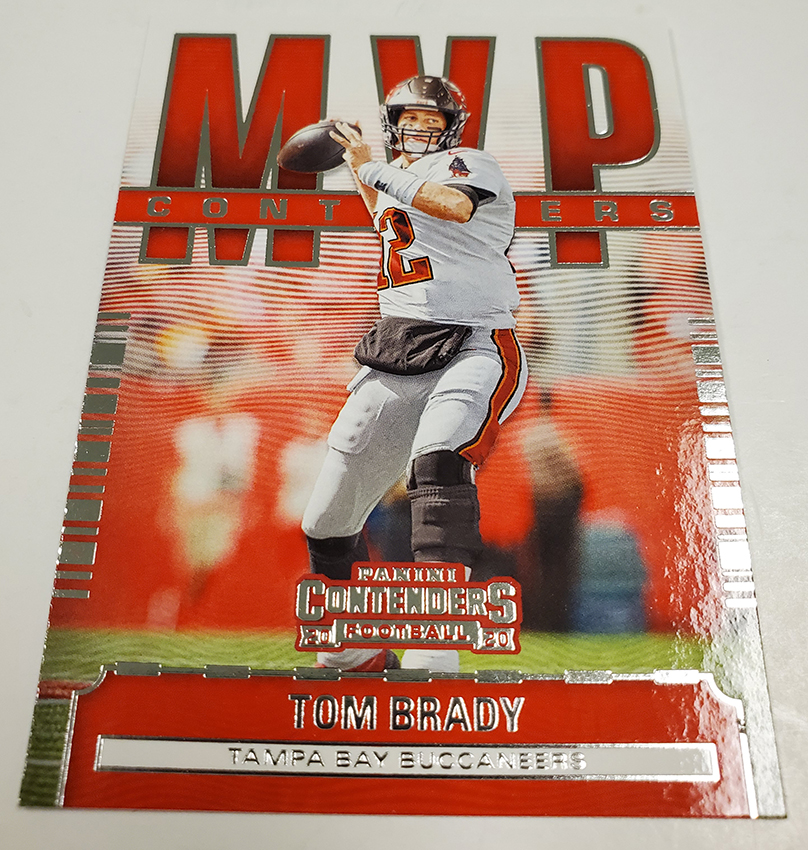 MVP
CONT ERS
12
PANINI
CONTENDERS
20 FOOTBALL 20
TOM BRADY
TAMPA BAY BUCCANEERS